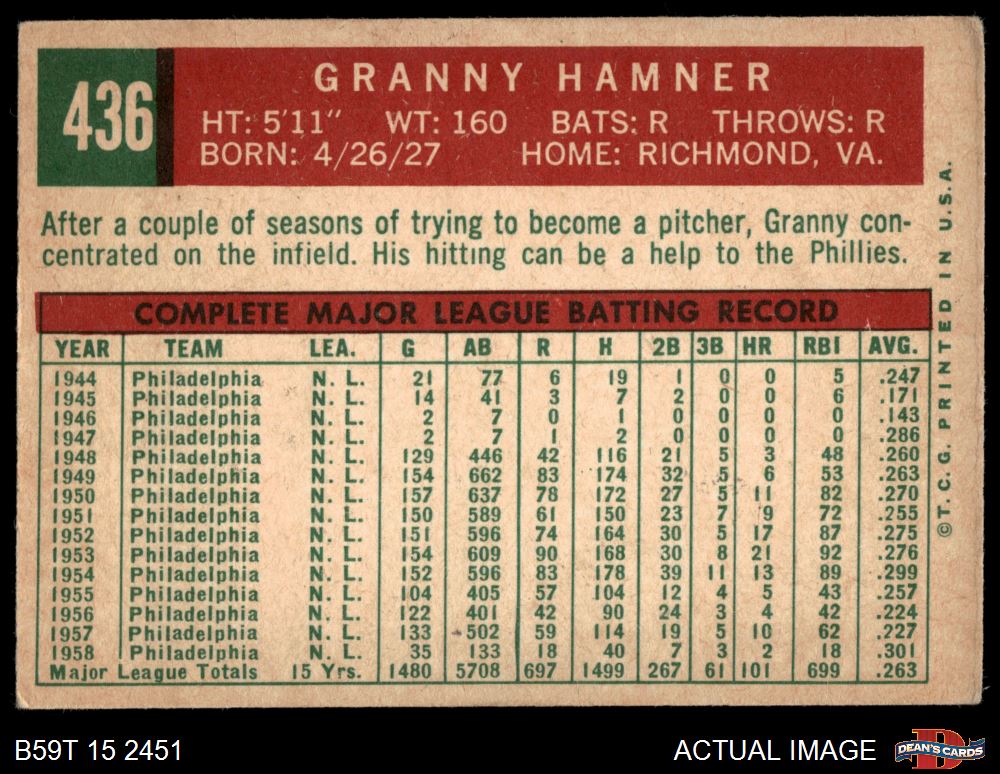 436
GRANNY HAMNER
HT: 5'11" WT: 160 BATS: R THROWS: R
BORN: 4/26/27 HOME: RICHMOND, VA.
After a couple of seasons of trying to become a pitcher, Granny con-
centrated on the infield. His hitting can be a help to the Phillies.
COMPLETE MAJOR LEAGUE BATTING RECORD
YEAR TEAM LEA. G AB R H 2B 3B HR RBI AVG.
1944 Philadelphia N. L. 21 77 6 19 1 0 0 5 .247
1945 Philadelphia N. L. 14 41 3 7 2 0 0 6 .171
1946 Philadelphia N. L. 2 7 0 1 0 0 0 0 .143
1947 Philadelphia N. L. 2 7 1 2 0 0 0 0 .286
1948 Philadelphia N. L. 129 446 42 116 21 5 3 48 .260
1949 Philadelphia N. L. 154 662 83 174 32 5 6 53 .263
1950 Philadelphia N. L. 157 637 78 172 27 5 11 82 .270
1951 Philadelphia N. L. 150 589 61 150 23 7 9 72 .255
1952 Philadelphia N. L. 151 596 74 164 30 5 17 87 .275
1953 Philadelphia N. L. 154 609 90 168 30 8 21 92 .276
1954 Philadelphia N. L. 152 596 83 178 39 11 13 89 .299
1955 Philadelphia N. L. 104 405 57 104 12 4 5 43 .257
1956 Philadelphia N. L. 122 401 42 90 24 3 4 42 .224
1957 Philadelphia N. L. 133 502 59 114 19 5 10 62 .227
1958 Philadelphia N. L. 35 133 18 40 7 3 2 18 .301
Major League Totals 15 Yrs. 1480 5708 697 1499 267 61 101 699 .263
©T. C. G. PRINTED IN U.S.A.
B59T 15 2451
ACTUAL IMAGE
DEAN'S CARDS